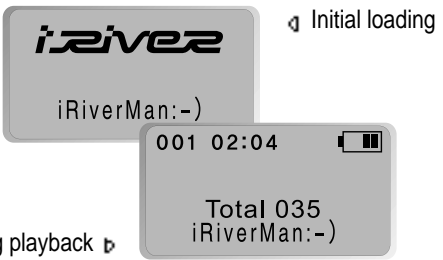 iRiver
Initial loading
iRiverMan:-)
001 02:04
Total 035
iRiverMan:-)
g playback